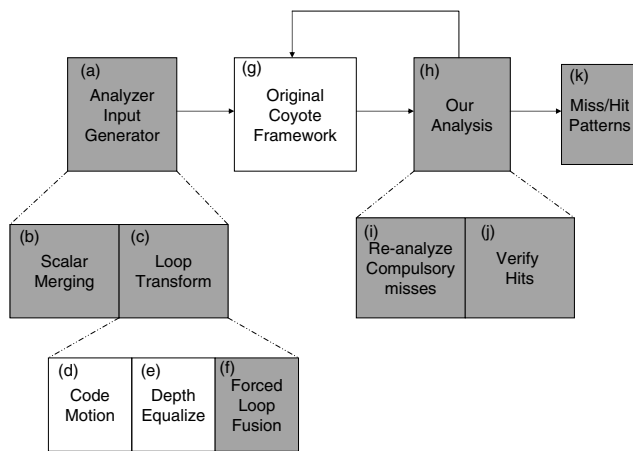 (a)
Analyzer
Input
Generator
(g)
Original
Coyote
Framework
(h)
Our
Analysis
(k)
Miss/Hit
Patterns
(b)
Scalar
Merging
(c)
Loop
Transform
(i)
Re-analyze
Compulsory
misses
(j)
Verify
Hits
(d)
Code
Motion
(e)
Depth
Equalize
(f)
Forced
Loop
Fusion